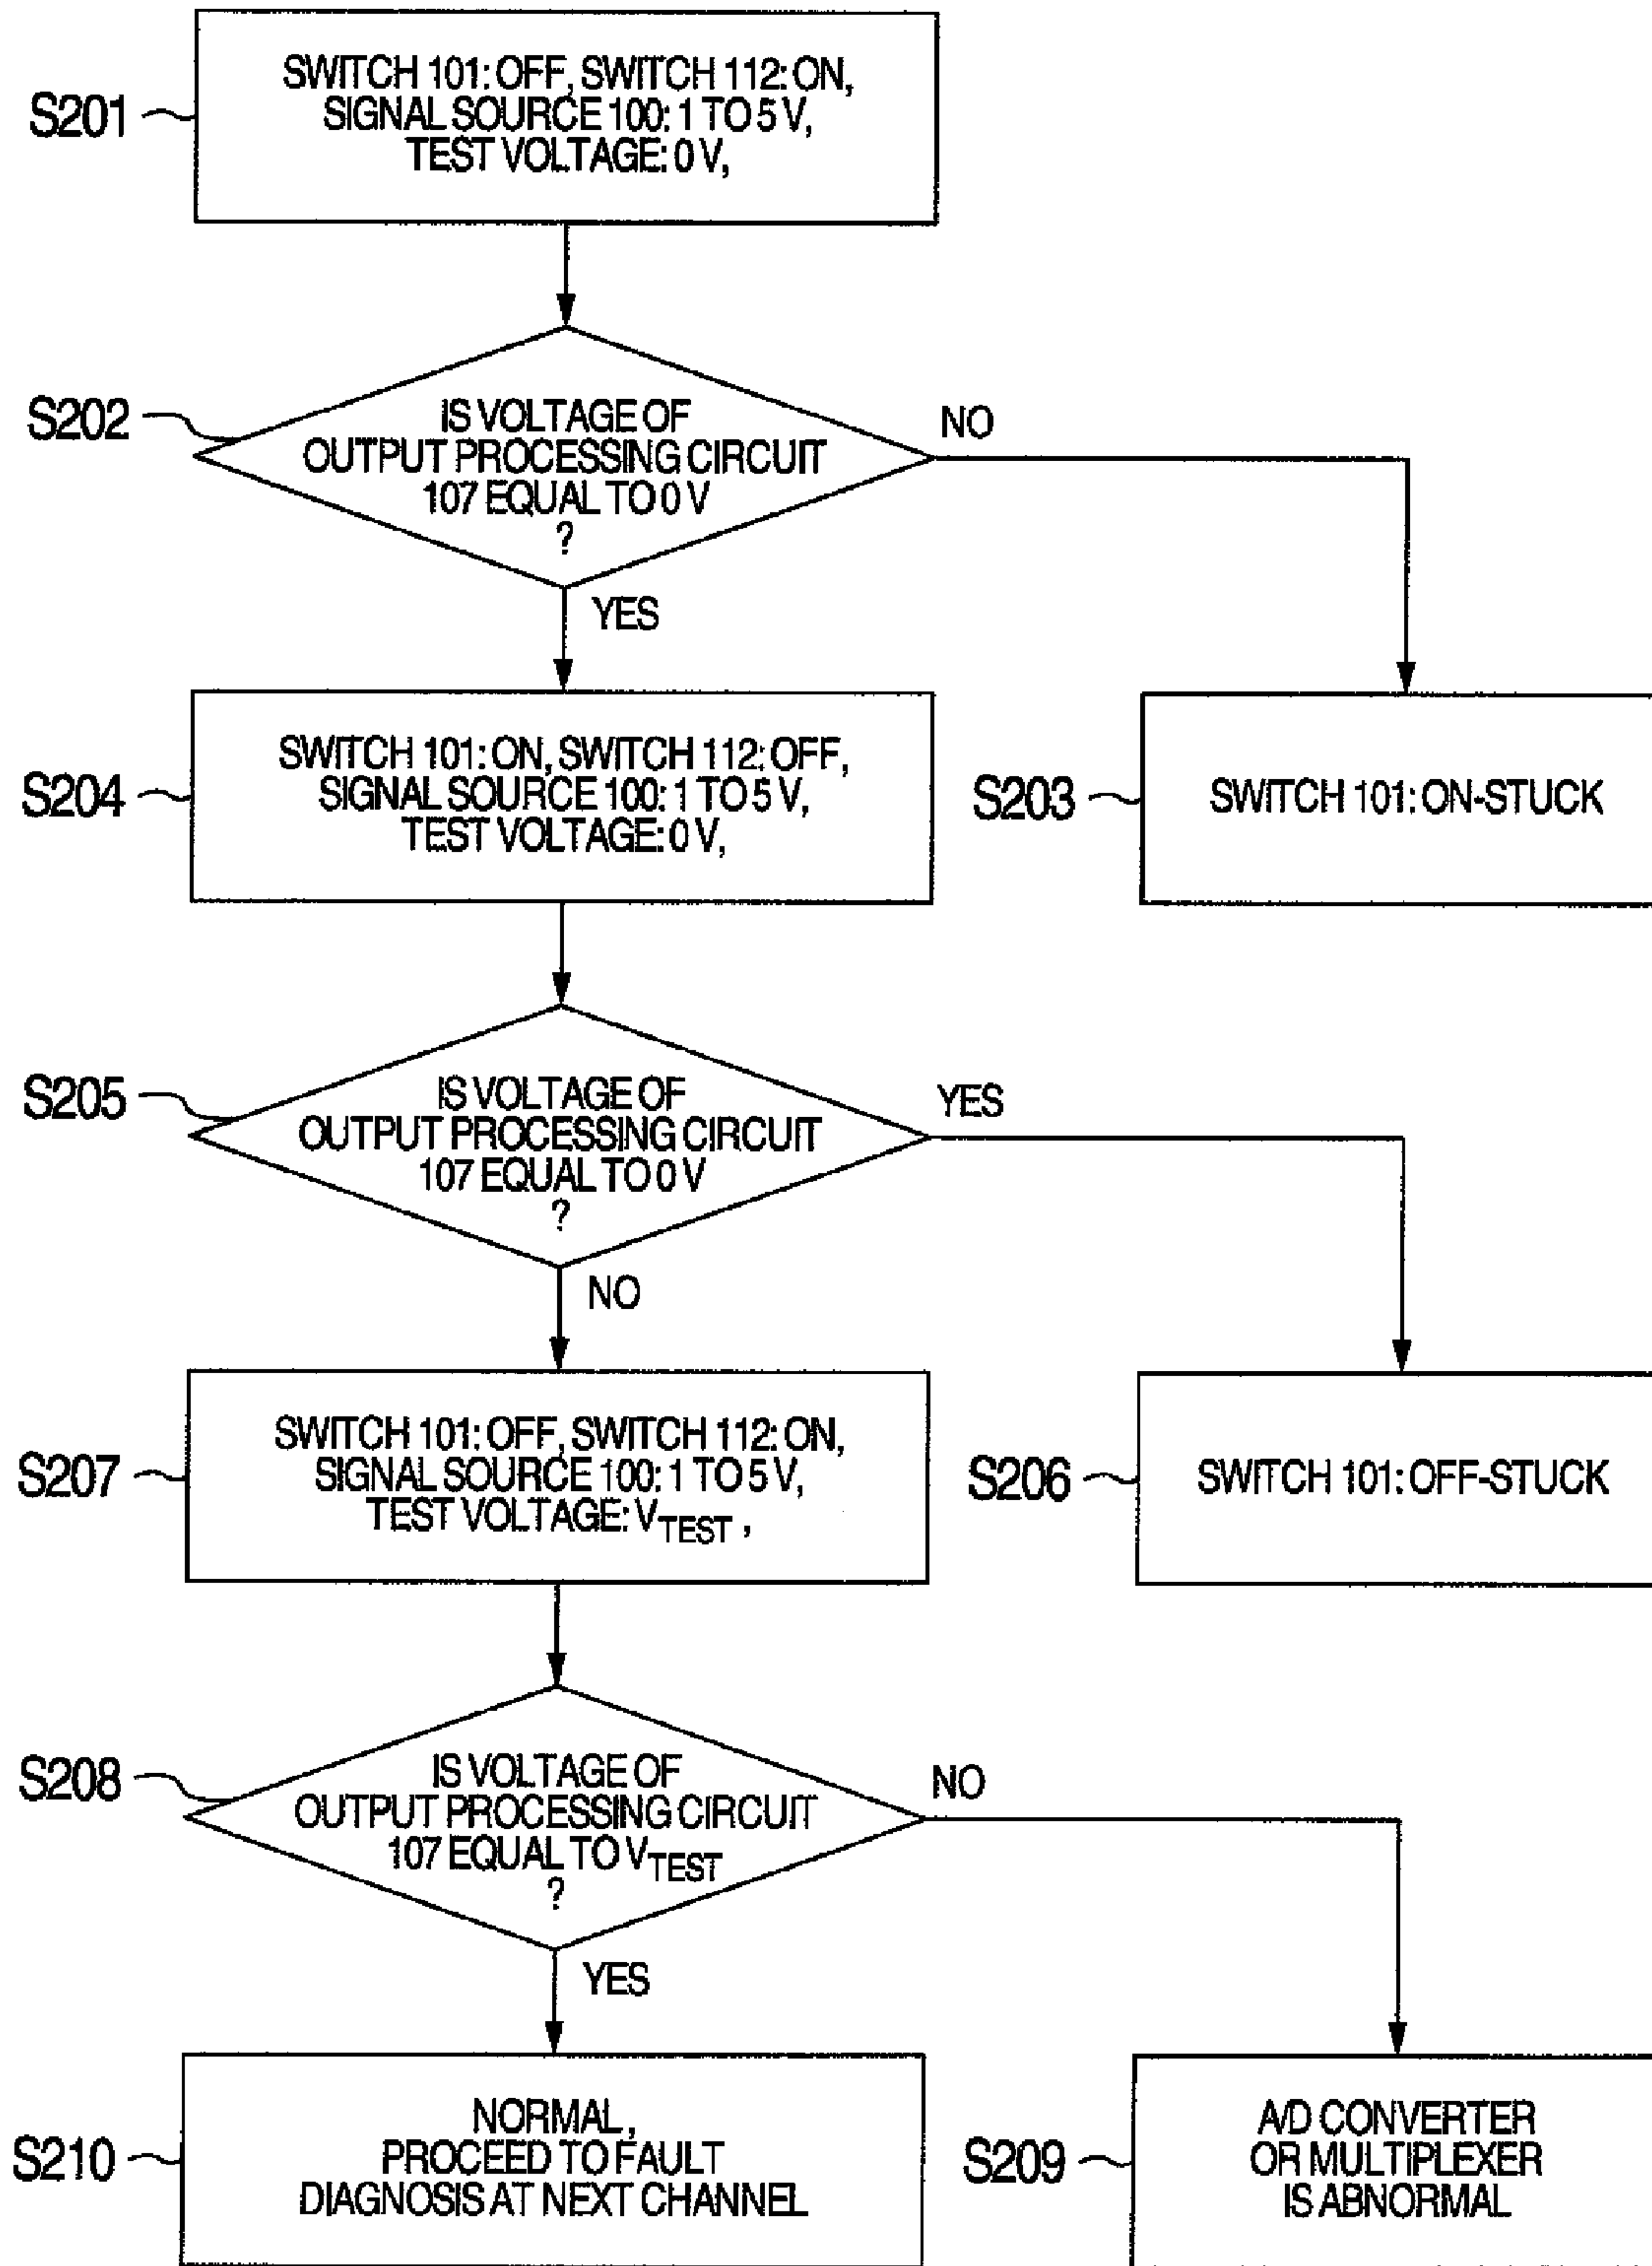 S201
SWITCH 101: OFF, SWITCH 112: ON,
SIGNAL SOURCE 100: 1 TO 5 V,
TEST VOLTAGE: 0 V,
S202
IS VOLTAGE OF
OUTPUT PROCESSING CIRCUIT
107 EQUAL TO 0 V
?
NO
YES
S204
SWITCH 101: ON, SWITCH 112: OFF,
SIGNAL SOURCE 100: 1 TO 5 V,
TEST VOLTAGE: 0 V,
S203
SWITCH 101: ON-STUCK
S205
IS VOLTAGE OF
OUTPUT PROCESSING CIRCUIT
107 EQUAL TO 0 V
?
YES
NO
S207
SWITCH 101: OFF, SWITCH 112: ON,
SIGNAL SOURCE 100: 1 TO 5 V,
TEST VOLTAGE: VTEST ,
S206
SWITCH 101: OFF-STUCK
S208
IS VOLTAGE OF
OUTPUT PROCESSING CIRCUIT
107 EQUAL TO VTEST
?
NO
YES
S210
NORMAL,
PROCEED TO FAULT
DIAGNOSIS AT NEXT CHANNEL
S209
A/D CONVERTER
OR MULTIPLEXER
IS ABNORMAL